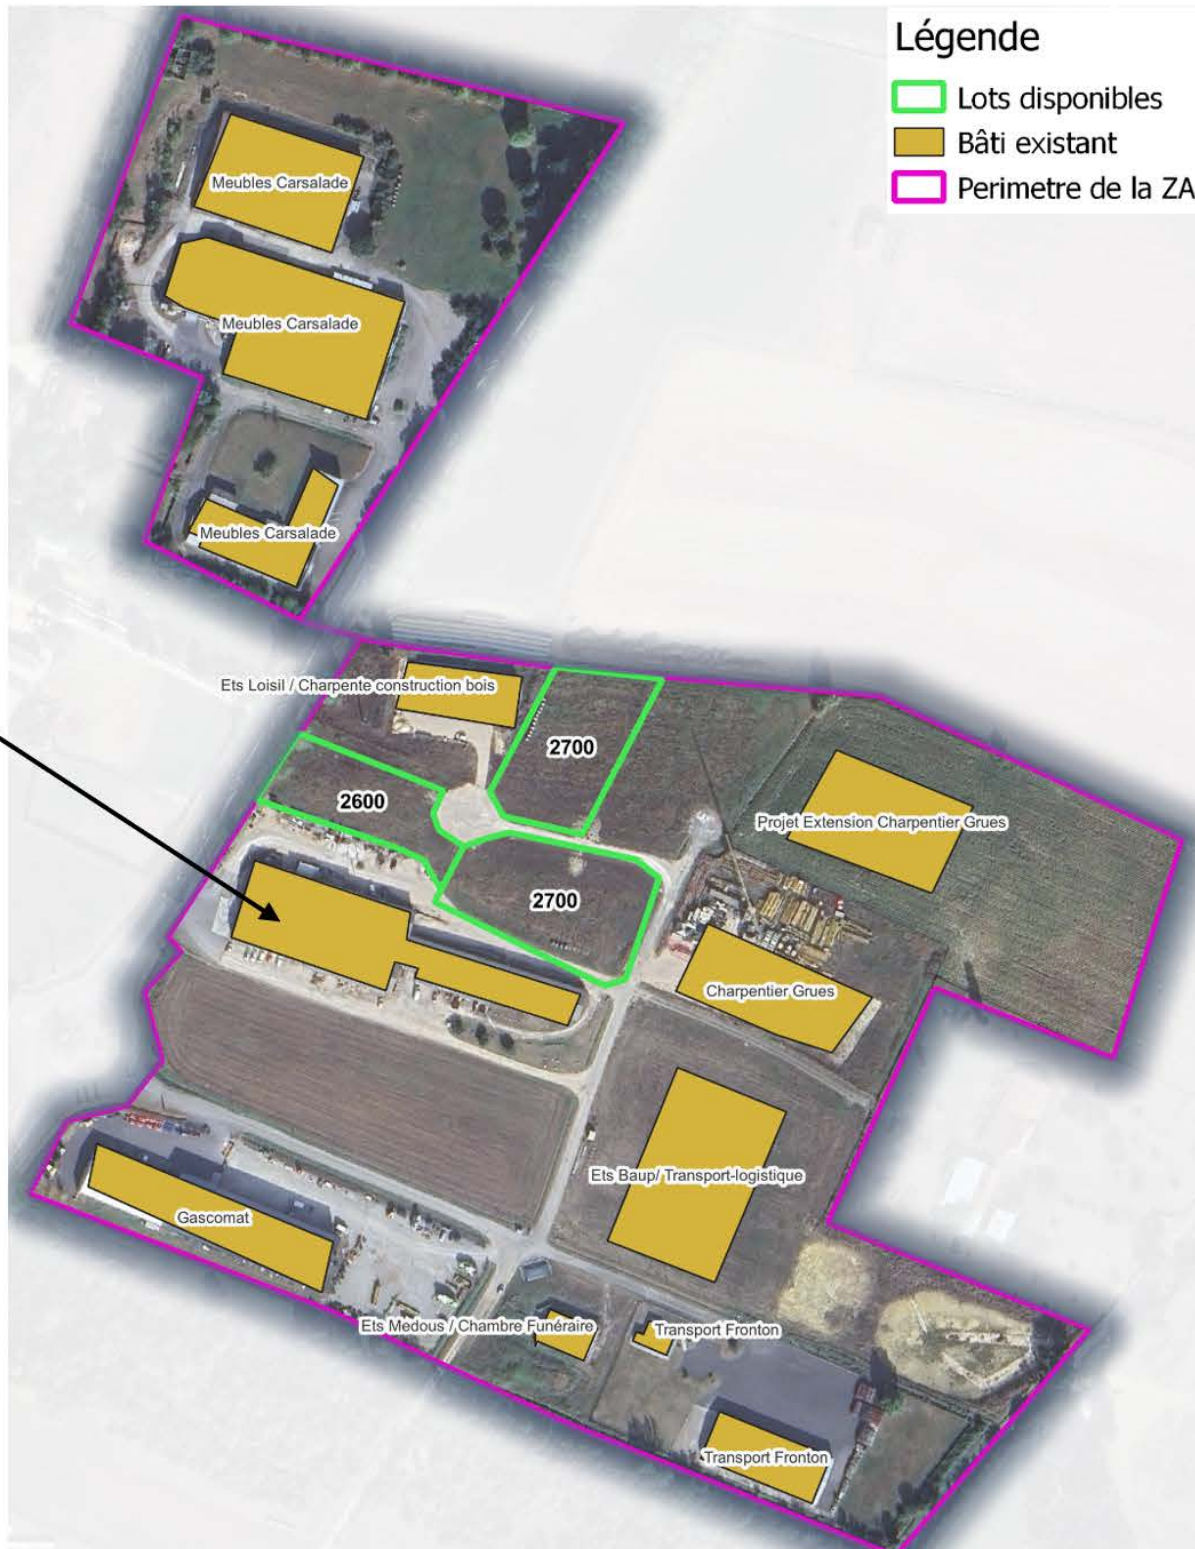 Légende
Lots disponibles
Bâti existant
Perimetre de la ZA
Meubles Carsalade
Meubles Carsalade
Meubles Carsalade
Ets Loisil / Charpente construction bois
2700
2600
Projet Extension Charpentier Grues
2700
Charpentier Grues
Ets Baup/ Transport-logistique
Gascomat
Ets Medous / Chambre Funéraire
Transport Fronton
Transport Fronton